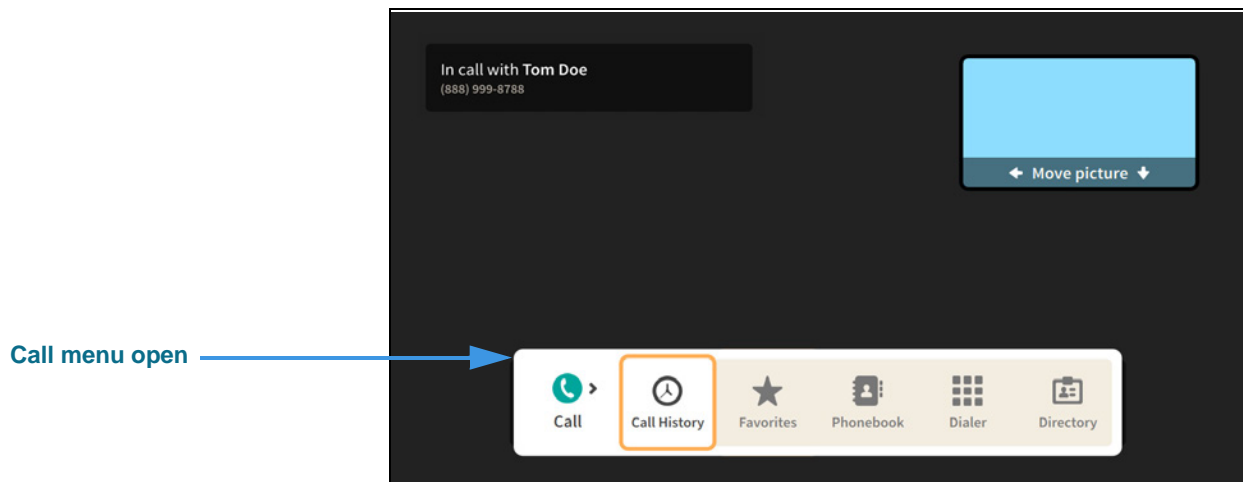 In call with Tom Doe
(888) 999-8788
Move picture
Call menu open
Call
Call History
Favorites
Phonebook
Dialer
Directory